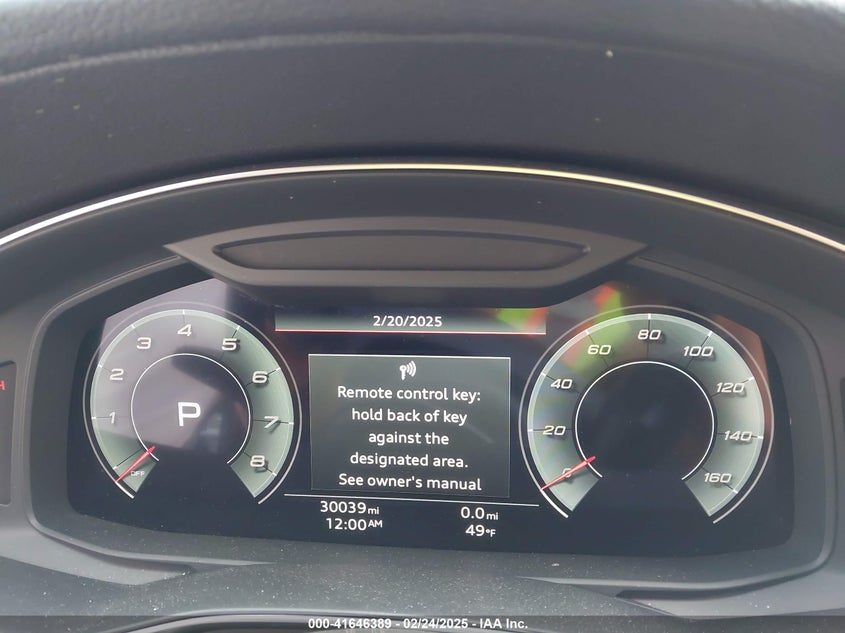 2/20/2025
Remote control key:
hold back of key
against the
designated area.
See owner's manual
1 2 3 4 5 6 7 8
P
OFF
0 20 40 60 80 100 120 140 160
30039mi
0.0mi
12:00AM
49°F
H
000-41646389 - 02/24/2025 - IAA Inc.